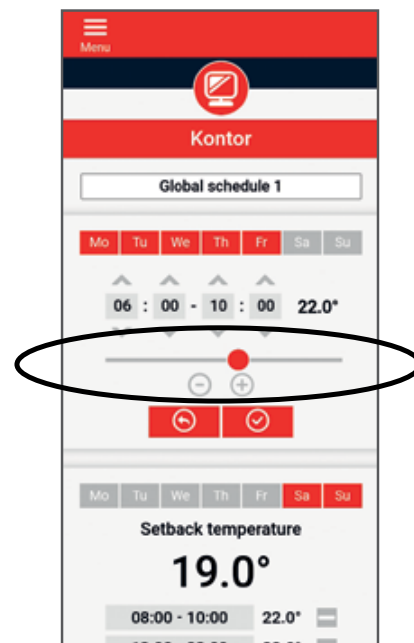 Menu
Kontor
Global schedule 1
Mo Tu We Th Fr Sa Su
06 : 00 - 10 : 00 22.0°
Mo Tu We Th Fr Sa Su
Setback temperature
19.0°
08:00 - 10:00 22.0°